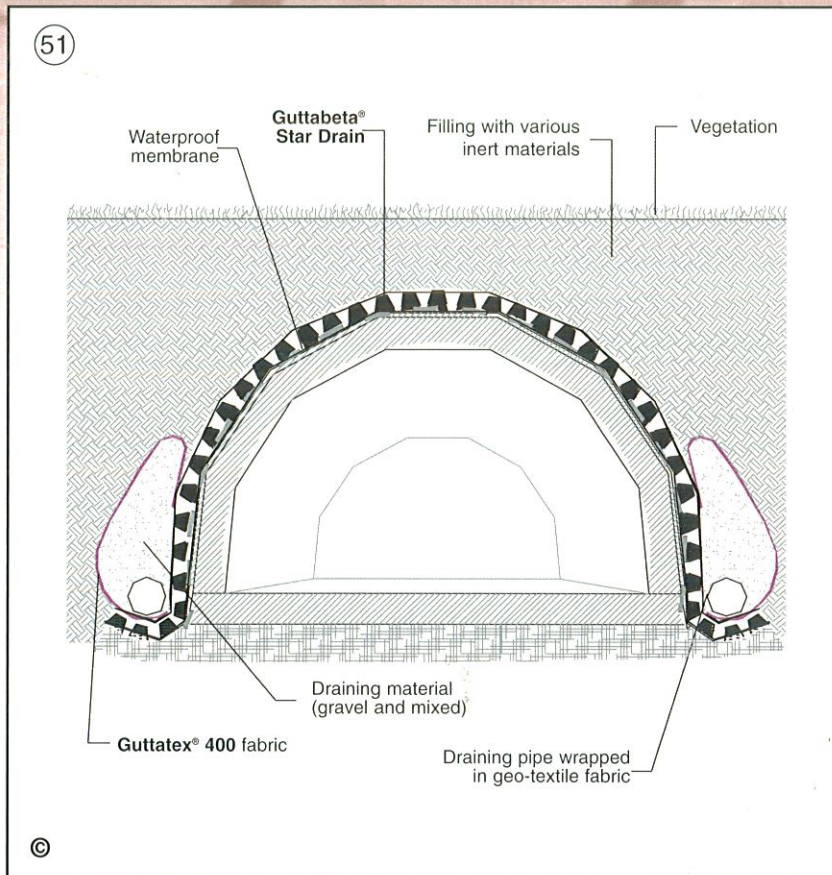 51
Guttabeta®
Star Drain
Waterproof
membrane
Filling with various
inert materials
Vegetation
Draining material
(gravel and mixed)
Guttatex® 400 fabric
Draining pipe wrapped
in geo-textile fabric
©